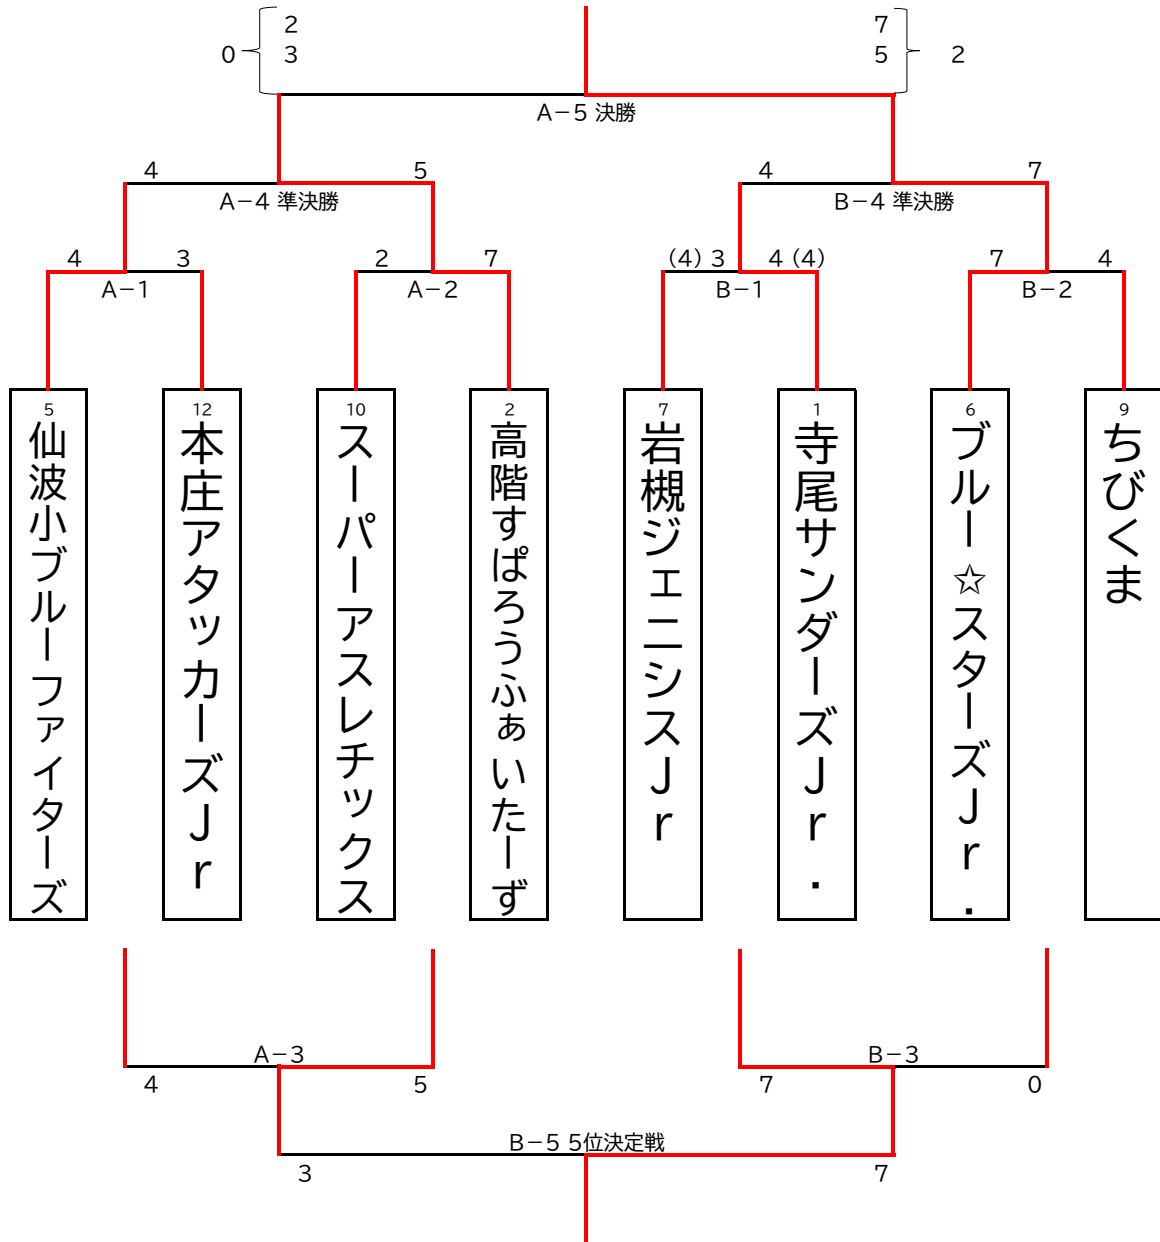 2 7
0 3 5 2
A－5 決勝
4 5 4 7
A－4 準決勝 B－4 準決勝
4 3 2 7 (4) 3 4 (4) 7 4
A－1 A－2 B－1 B－2
5 12 10 2 7 1 6 9
仙波小ブルーファイターズ
本庄アタッカーズJr
スーパーアスレチックス
高階すぱろうふぁいたーず
岩槻ジェニシスJr
寺尾サンダーズJr.
ブルー☆スターズJr.
ちびくま
A－3 B－3
4 5 7 0
B－5 5位決定戦
3 7